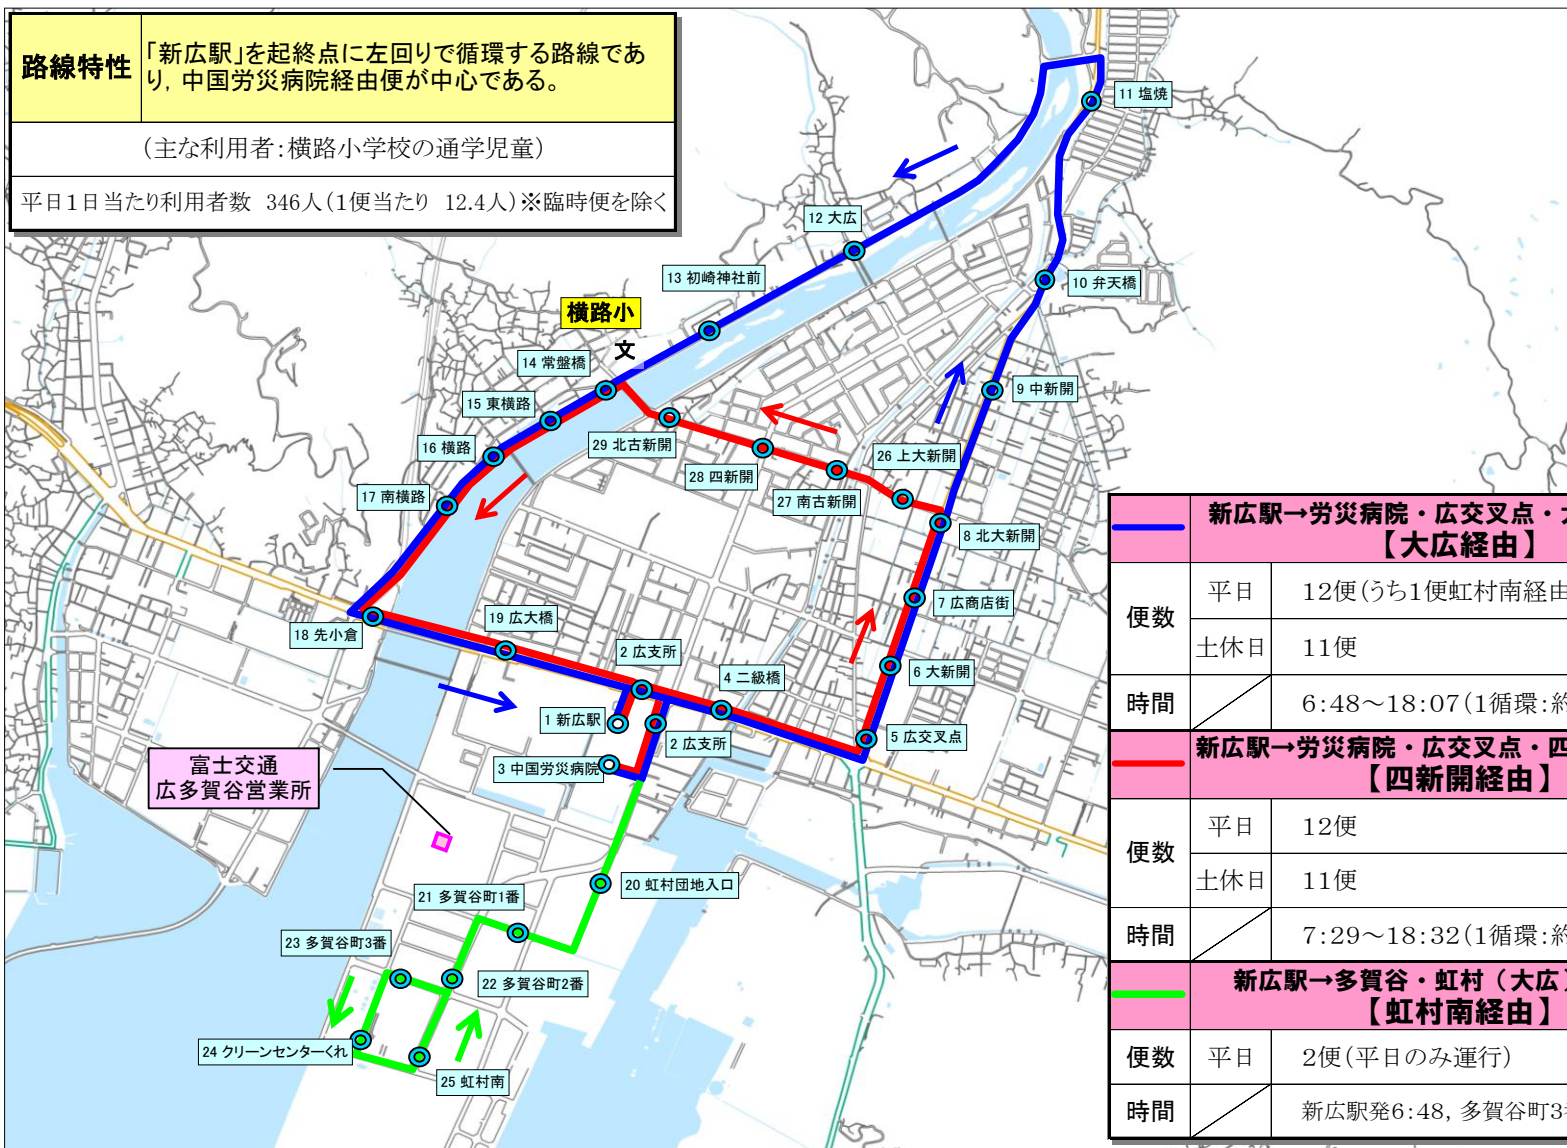 路線特性
「新広駅」を起終点に左回りで循環する路線であ
り，中国労災病院経由便が中心である。
（主な利用者：横路小学校の通学児童）
平日１日当たり利用者数 346人（1便当たり 12.4人）※臨時便を除く
11 塩焼
12 大広
13 初崎神社前
10 弁天橋
横路小
文
14 常盤橋
9 中新開
15 東横路
29 北古新開
26 上大新開
16 横路
28 四新開
27 南古新開
17 南横路
8 北大新開
7 広商店街
18 先小倉
19 広大橋
2 広支所
4 二級橋
6 大新開
1 新広駅
2 広支所
5 広交叉点
3 中国労災病院
富士交通
広多賀谷営業所
20 虹村団地入口
21 多賀谷町1番
23 多賀谷町3番
22 多賀谷町2番
24 クリーンセンターくれ
25 虹村南
新広駅→労災病院・広交叉点・
【大広経由】
便数
平日
12便（うち1便虹村南経由
土休日
11便
時間
6:48～18:07（1循環：約
新広駅→労災病院・広交叉点・四
【四新開経由】
便数
平日
12便
土休日
11便
時間
7:29～18:32（1循環：約
新広駅→多賀谷・虹村（大広）
【虹村南経由】
便数
平日
2便（平日のみ運行）
時間
新広駅発6:48，多賀谷町3